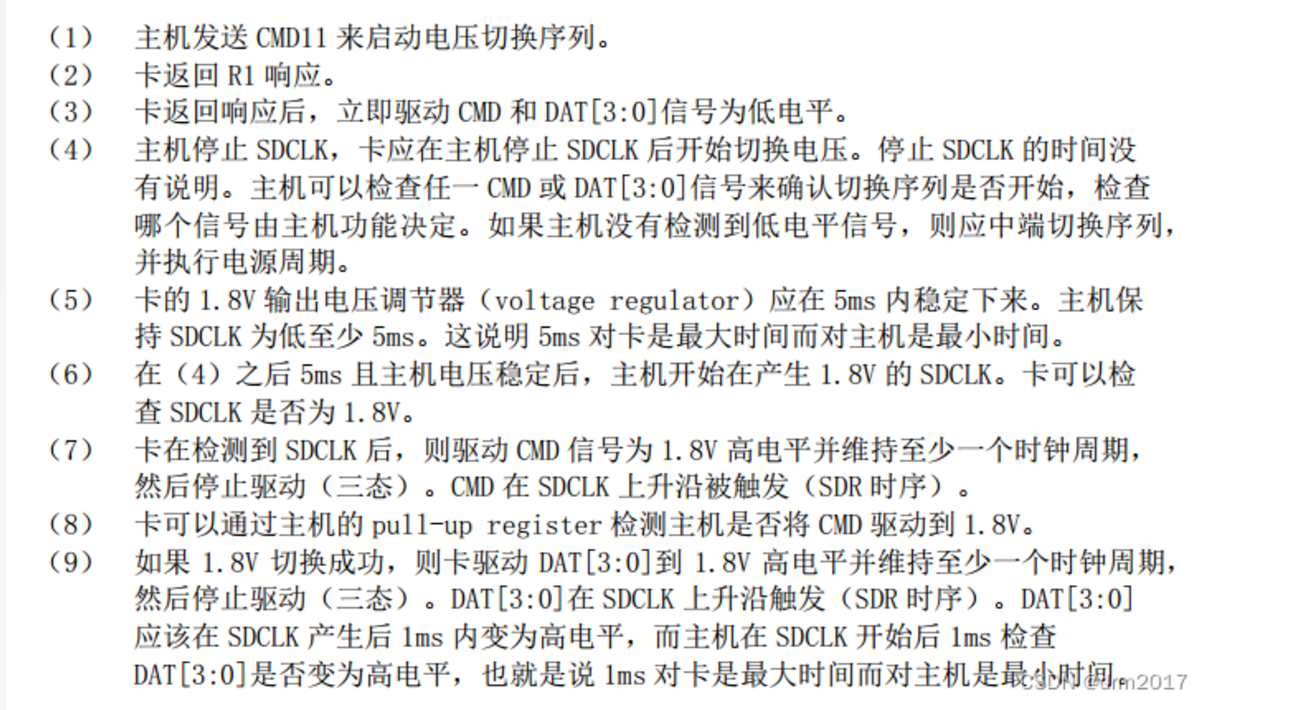 （1） 主机发送 CMD11 来启动电压切换序列。
（2） 卡返回 R1 响应。
（3） 卡返回响应后，立即驱动 CMD 和 DAT[3:0]信号为低电平。
（4） 主机停止 SDCLK，卡应在主机停止 SDCLK 后开始切换电压。停止 SDCLK 的时间没
有说明。主机可以检查任一 CMD 或 DAT[3:0]信号来确认切换序列是否开始，检查
哪个信号由主机功能决定。如果主机没有检测到低电平信号，则应中端切换序列，
并执行电源周期。
（5） 卡的 1.8V 输出电压调节器（voltage regulator）应在 5ms 内稳定下来。主机保
持 SDCLK 为低至少 5ms。这说明 5ms 对卡是最大时间而对主机是最小时间。
（6） 在（4）之后 5ms 且主机电压稳定后，主机开始在产生 1.8V 的 SDCLK。卡可以检
查 SDCLK 是否为 1.8V。
（7） 卡在检测到 SDCLK 后，则驱动 CMD 信号为 1.8V 高电平并维持至少一个时钟周期，
然后停止驱动（三态）。CMD 在 SDCLK 上升沿被触发（SDR 时序）。
（8） 卡可以通过主机的 pull-up register 检测主机是否将 CMD 驱动到 1.8V。
（9） 如果 1.8V 切换成功，则卡驱动 DAT[3:0]到 1.8V 高电平并维持至少一个时钟周期，
然后停止驱动（三态）。DAT[3:0]在 SDCLK 上升沿触发（SDR 时序）。DAT[3:0]
应该在 SDCLK 产生后 1ms 内变为高电平，而主机在 SDCLK 开始后 1ms 检查
DAT[3:0]是否变为高电平，也就是说 1ms 对卡是最大时间而对主机是最小时间。
CSDN @drm2017